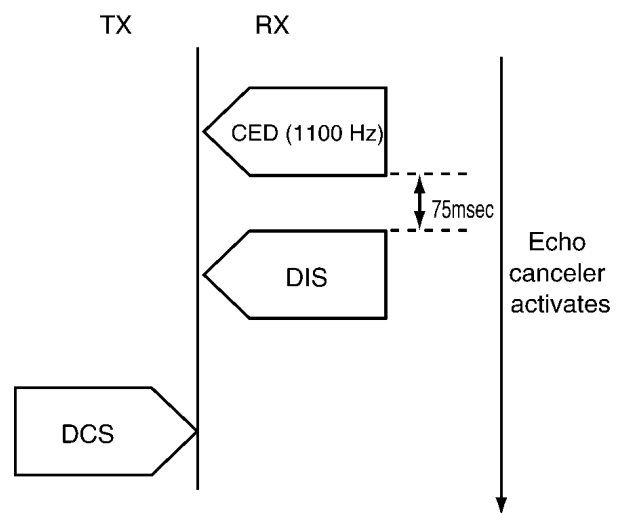 TX RX
CED (1100 Hz)
75msec
DIS
Echo
canceler
activates
DCS